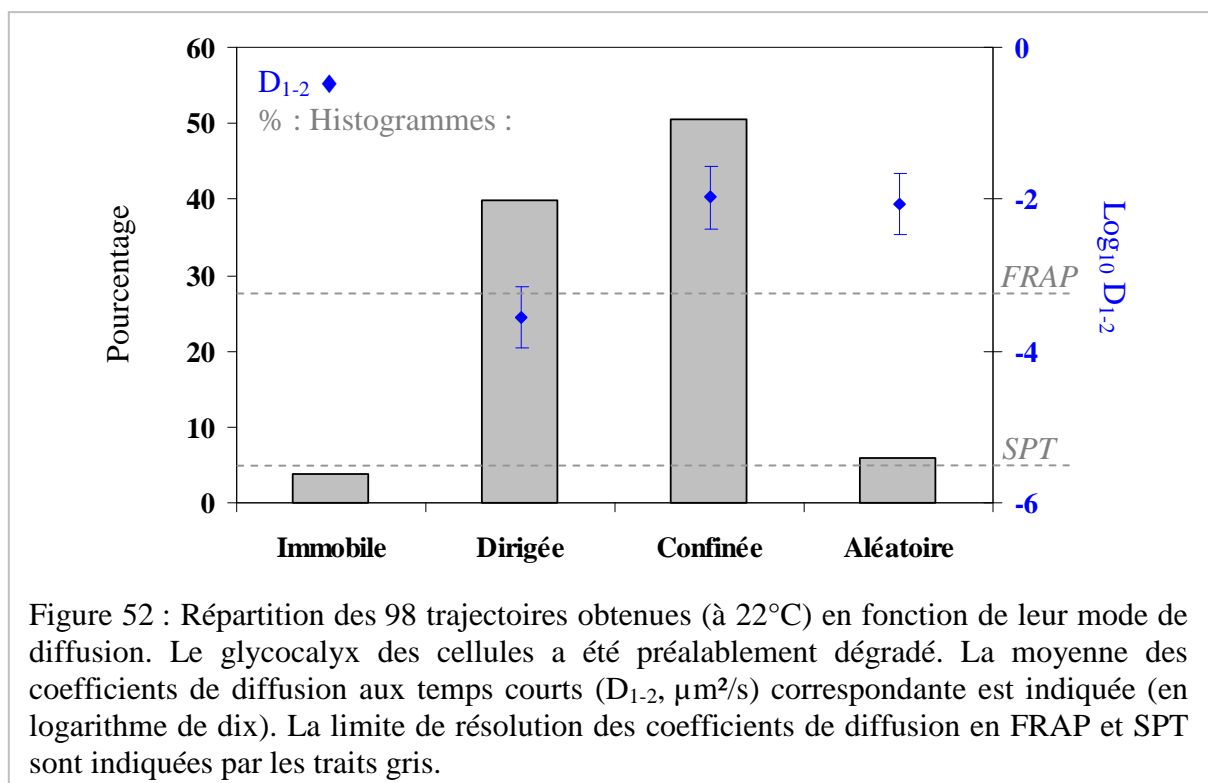 60
50
40
30
20
10
0
Pourcentage
D1-2
% : Histogrammes :
0
-2
-4
-6
Log10 D1-2
FRAP
SPT
Immobile
Dirigée
Confinée
Aléatoire
Figure 52 : Répartition des 98 trajectoires obtenues (à 22°C) en fonction de leur mode de
diffusion. Le glycocalyx des cellules a été préalablement dégradé. La moyenne des
coefficients de diffusion aux temps courts (D1-2, µm²/s) correspondante est indiquée (en
logarithme de dix). La limite de résolution des coefficients de diffusion en FRAP et SPT
sont indiquées par les traits gris.